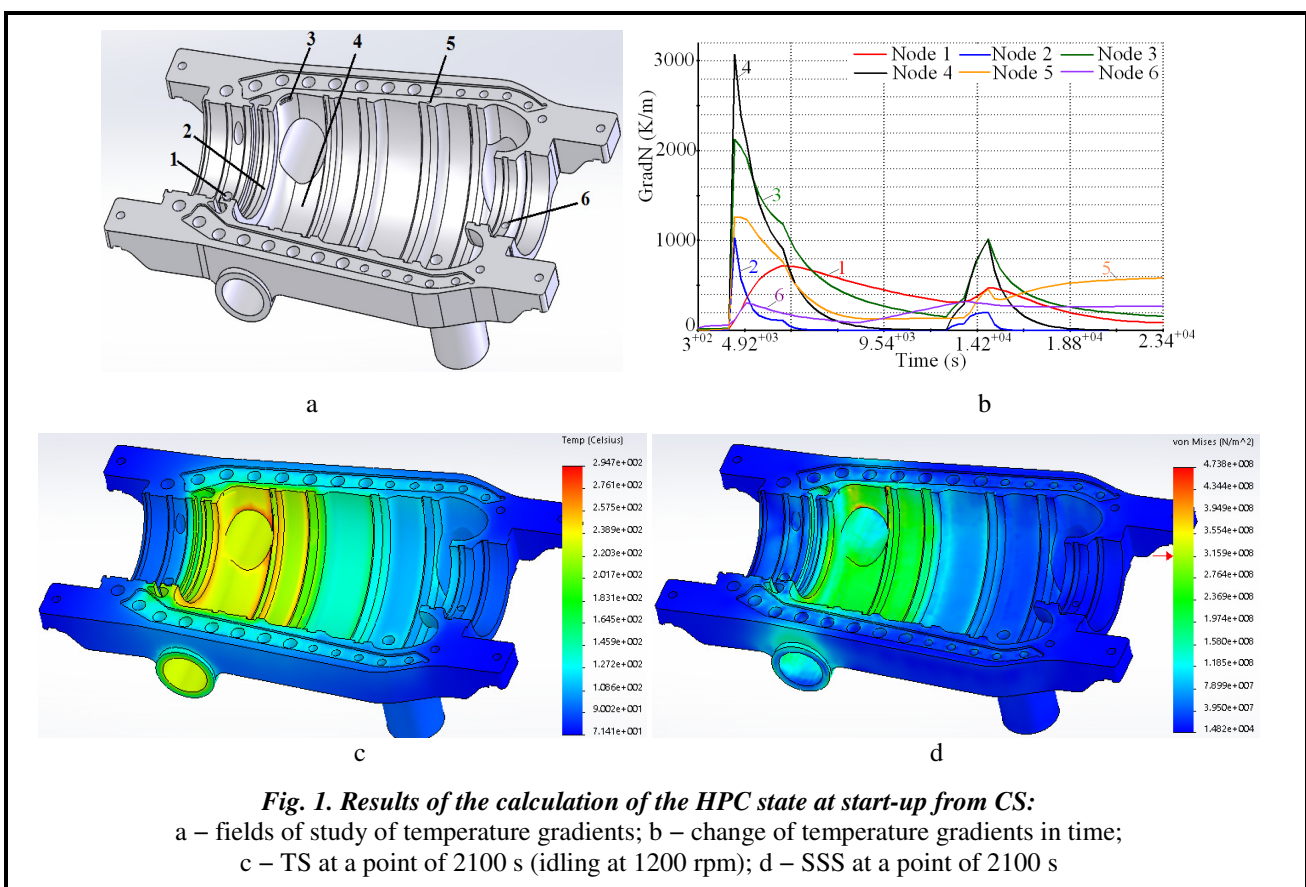 1
2
3
4
5
6
a
GradN (K/m)
3000
2000
1000
0
Node 1
Node 2
Node 3
Node 4
Node 5
Node 6
4
3
2
1
6
5
3+02
4.92+03
9.54+03
1.42+04
1.88+04
2.34+04
Time (s)
b
Temp (Celsius)
2.947e+002
2.761e+002
2.575e+002
2.389e+002
2.203e+002
2.017e+002
1.831e+002
1.645e+002
1.459e+002
1.272e+002
1.086e+002
9.002e+001
7.141e+001
c
von Mises (N/m^2)
4.738e+008
4.344e+008
3.949e+008
3.554e+008
3.159e+008
2.764e+008
2.369e+008
1.974e+008
1.580e+008
1.185e+008
7.899e+007
3.950e+007
1.482e+004
d
Fig. 1. Results of the calculation of the HPC state at start-up from CS:
a − fields of study of temperature gradients; b − change of temperature gradients in time;
c − TS at a point of 2100 s (idling at 1200 rpm); d − SSS at a point of 2100 s